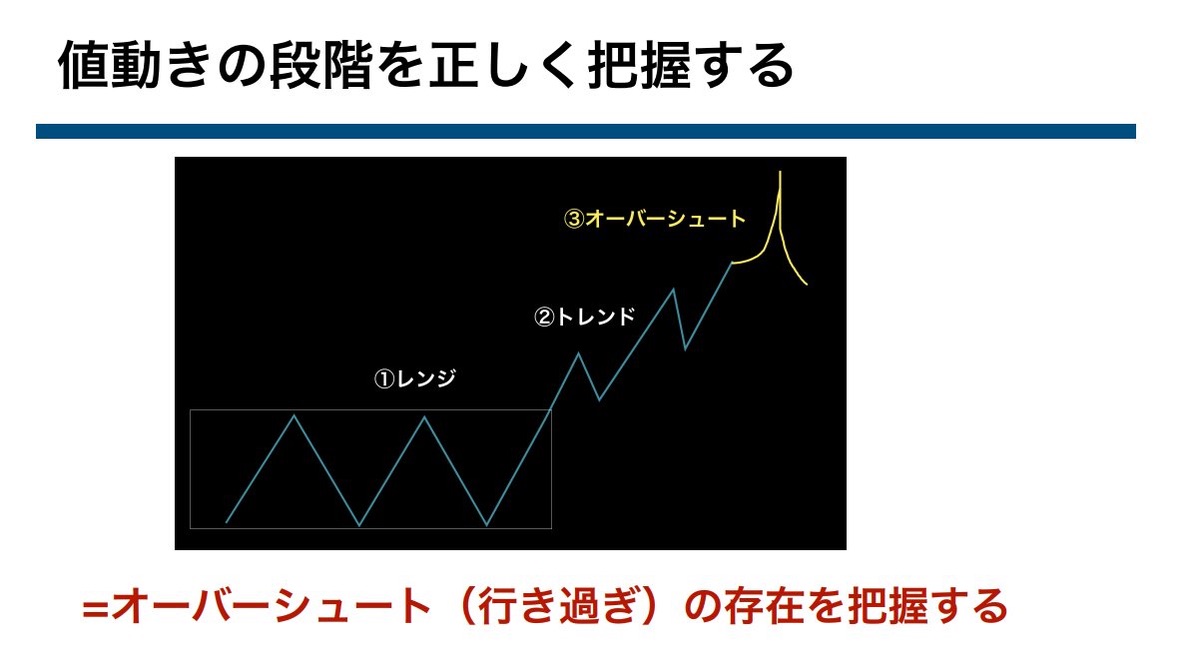 値動きの段階を正しく把握する
③オーバーシュート
②トレンド
①レンジ
=オーバーシュート（行き過ぎ）の存在を把握する